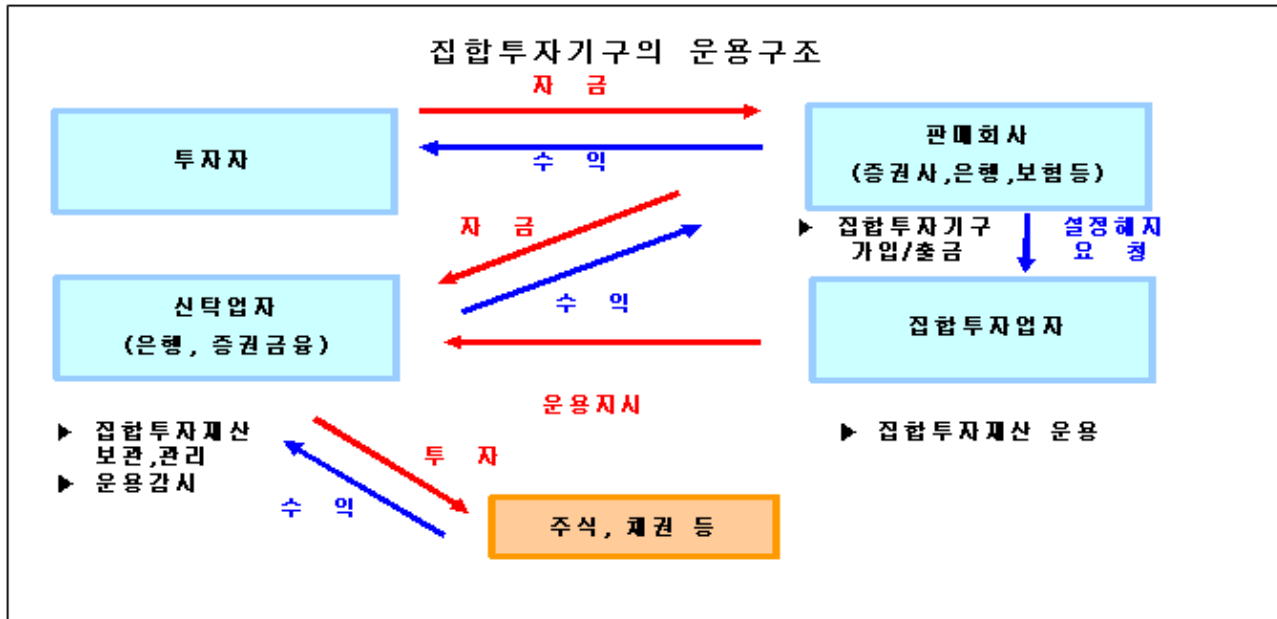 집합투자기구의 운용구조
자 금
투자자
수 익
판매회사
(증권사,은행,보험등)
자 금
▶ 집합투자기구
가입/출금
설정해지
요 청
신탁업자
(은행, 증권금융)
수 익
집합투자업자
운용지시
▶ 집합투자재산
보관,관리
▶ 운용감시
투 자
▶ 집합투자재산 운용
수 익
주식, 채권 등